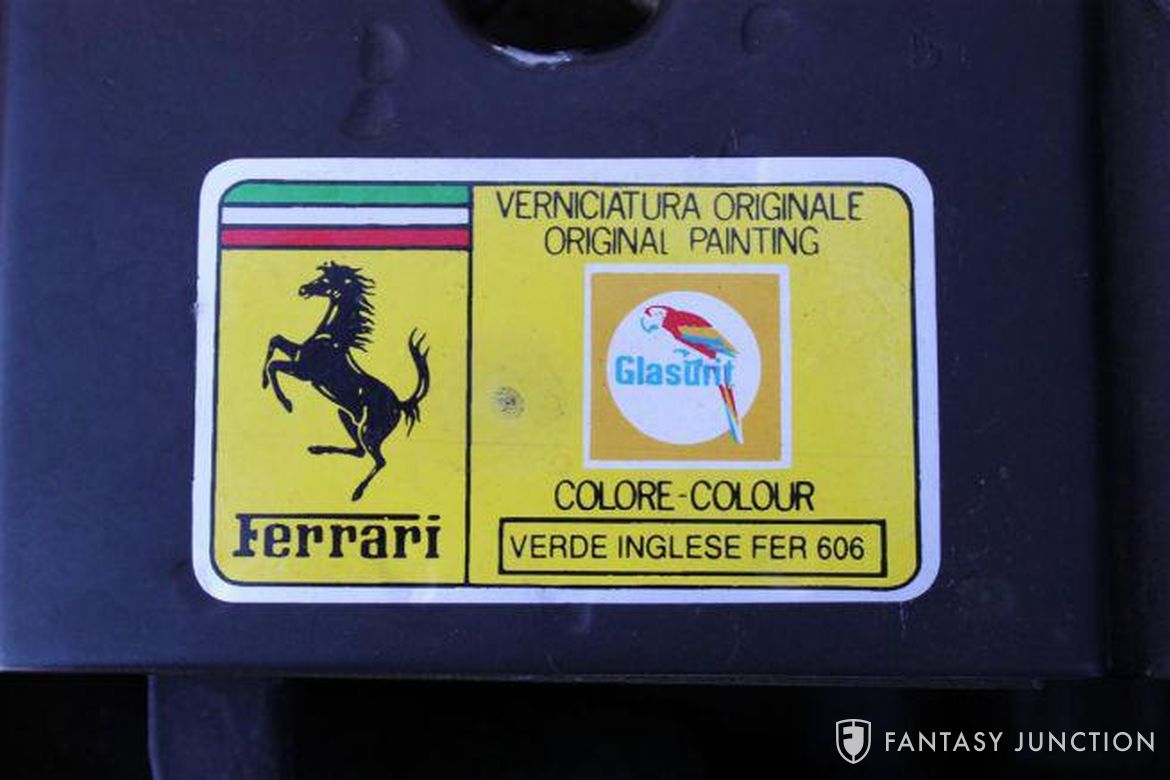 VERNICIATURA ORIGINALE
ORIGINAL PAINTING
Glasurit
COLORE-COLOUR
VERDE INGLESE FER 606
Ferrari
FANTASY JUNCTION